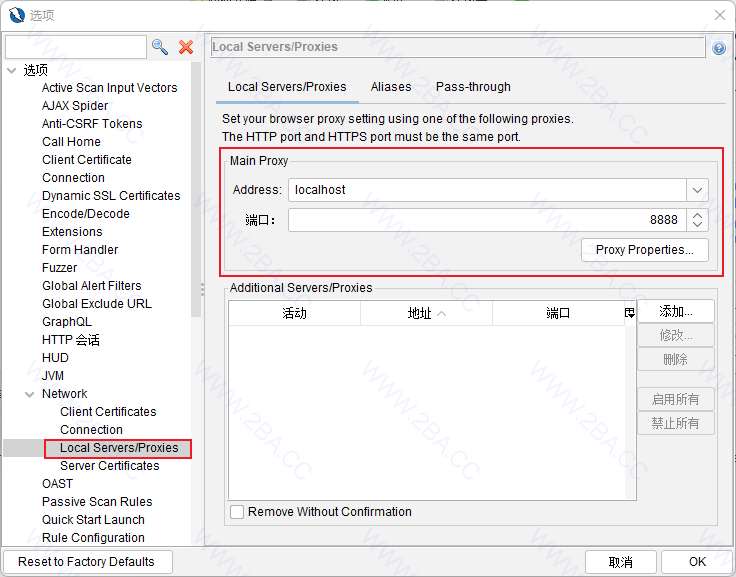 选项
Local Servers/Proxies
选项
Active Scan Input Vectors
AJAX Spider
Anti-CSRF Tokens
Call Home
Client Certificate
Connection
Dynamic SSL Certificates
Encode/Decode
Extensions
Form Handler
Fuzzer
Global Alert Filters
Global Exclude URL
GraphQL
HTTP 会话
HUD
JVM
Network
Client Certificates
Connection
Local Servers/Proxies
Server Certificates
OAST
Passive Scan Rules
Quick Start Launch
Rule Configuration
Local Servers/Proxies Aliases Pass-through
Set your browser proxy setting using one of the following proxies.
The HTTP port and HTTPS port must be the same port.
Main Proxy
Address: localhost
端口: 8888
Proxy Properties...
Additional Servers/Proxies
活动 地址 端口
添加...
修改...
删除
启用所有
禁止所有
Remove Without Confirmation
Reset to Factory Defaults 取消 OK
WWW.2BA.CC